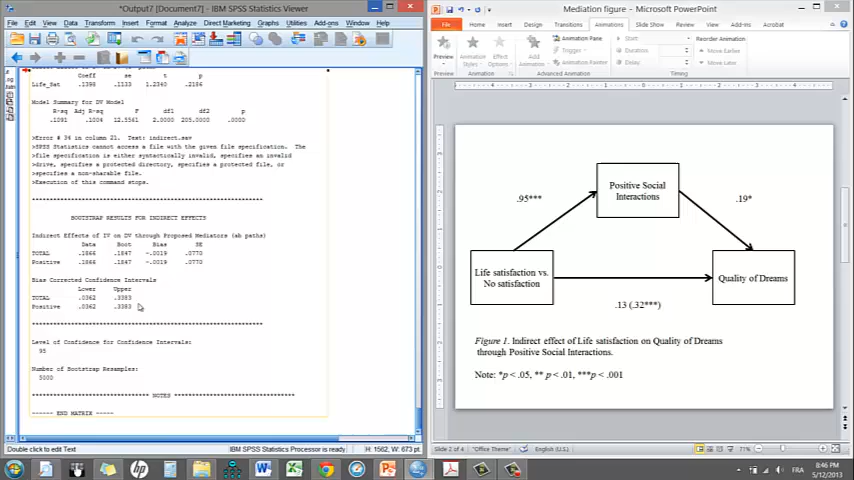 *Output7 [Document7] - IBM SPSS Statistics Viewer
File Edit View Data Transform Insert Format Analyze Direct Marketing Graphs Utilities Add-ons Window Help
Coeff se t p
Life_Sat .1398 .1133 1.2340 .2186
Model Summary for DV Model
R-sq Adj R-sq F df1 df2 p
.1091 .1004 12.5561 2.0000 205.0000 .0000
>Error # 34 in column 21. Text: indirect.sav
>SPSS Statistics cannot access a file with the given file specification. The
>file specification is either syntactically invalid, specifies an invalid
>drive, specifies a protected directory, specifies a protected file, or
>specifies a non-sharable file.
>Execution of this command stops.
BOOTSTRAP RESULTS FOR INDIRECT EFFECTS
Indirect Effects of IV on DV through Proposed Mediators (ab paths)
Data Boot Bias SE
TOTAL .1866 .1847 -.0019 .0770
Positive .1866 .1847 -.0019 .0770
Bias Corrected Confidence Intervals
Lower Upper
TOTAL .0362 .3383
Positive .0362 .3383
Level of Confidence for Confidence Intervals:
95
Number of Bootstrap Resamples:
5000
NOTES
------ END MATRIX -----
Double click to edit Text
IBM SPSS Statistics Processor is ready
H: 1562, W: 673 pt.
Mediation figure - Microsoft PowerPoint
File Home Insert Design Transitions Animations Slide Show Review View Add-Ins Acrobat
Preview
Preview
Animation Styles
Animation
Effect Options
Add Animation
Animation Pane
Trigger
Animation Painter
Advanced Animation
Start:
Duration:
Delay:
Timing
Reorder Animation
Move Earlier
Move Later
Positive Social
Interactions
.95***
.19*
Life satisfaction vs.
No satisfaction
Quality of Dreams
.13 (.32***)
Figure 1. Indirect effect of Life satisfaction on Quality of Dreams
through Positive Social Interactions.
Note: *p < .05, ** p < .01, ***p < .001
Slide 2 of 4
"Office Theme"
English (U.S.)
71%
FRA
8:46 PM
5/12/2013